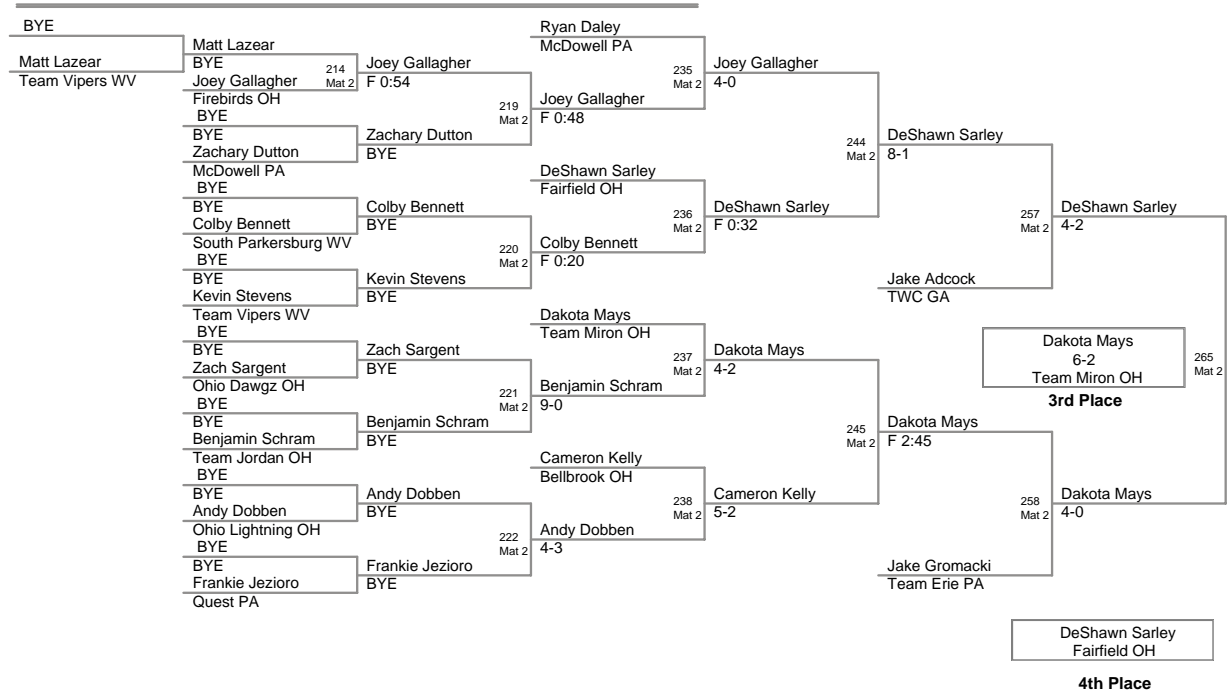 BYE
Matt Lazear
Team Vipers WV
Matt Lazear
BYE
Joey Gallagher
Firebirds OH
BYE
BYE
Zachary Dutton
McDowell PA
BYE
BYE
Colby Bennett
South Parkersburg WV
BYE
BYE
Kevin Stevens
Team Vipers WV
BYE
BYE
Zach Sargent
Ohio Dawgz OH
BYE
BYE
Benjamin Schram
Team Jordan OH
BYE
BYE
Andy Dobben
Ohio Lightning OH
BYE
BYE
Frankie Jezioro
Quest PA
214
Mat 2
Joey Gallagher
F 0:54
Zachary Dutton
BYE
Colby Bennett
BYE
Kevin Stevens
BYE
Zach Sargent
BYE
Benjamin Schram
BYE
Andy Dobben
BYE
Frankie Jezioro
BYE
219
Mat 2
220
Mat 2
221
Mat 2
222
Mat 2
Ryan Daley
McDowell PA
Joey Gallagher
F 0:48
DeShawn Sarley
Fairfield OH
Colby Bennett
F 0:20
Dakota Mays
Team Miron OH
Benjamin Schram
9-0
Cameron Kelly
Bellbrook OH
Andy Dobben
4-3
235
Mat 2
236
Mat 2
237
Mat 2
238
Mat 2
Joey Gallagher
4-0
DeShawn Sarley
F 0:32
Dakota Mays
4-2
Cameron Kelly
5-2
244
Mat 2
245
Mat 2
DeShawn Sarley
8-1
Jake Adcock
TWC GA
Dakota Mays
F 2:45
Jake Gromacki
Team Erie PA
257
Mat 2
258
Mat 2
DeShawn Sarley
4-2
Dakota Mays
4-0
265
Mat 2
Dakota Mays
6-2
Team Miron OH
3rd Place
DeShawn Sarley
Fairfield OH
4th Place